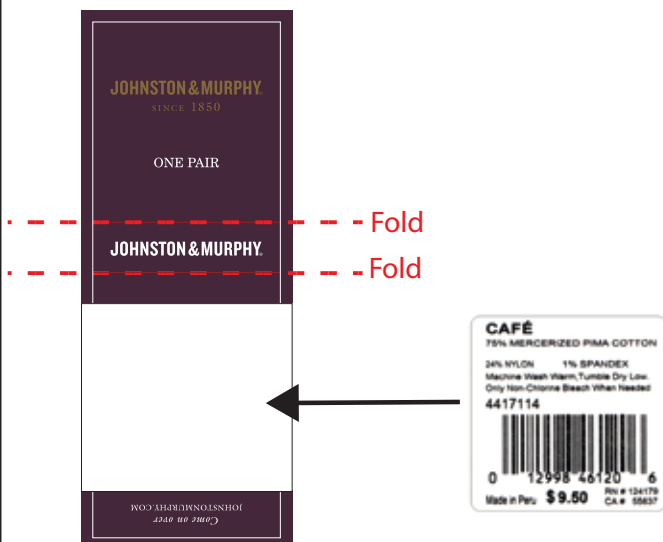 JOHNSTON & MURPHY.
SINCE 1850
ONE PAIR
Fold
JOHNSTON & MURPHY.
Fold
CAFÉ
75% MERCERIZED PIMA COTTON
24% NYLON 1% SPANDEX
Machine Wash Warm, Tumble Dry Low.
Only Non-Chlorine Bleach When Needed
4417114
0 12998 46120 6
Made in Peru $9.50 RN # 124179
CA # 55637
Come on over
JOHNSTONMURPHY.COM